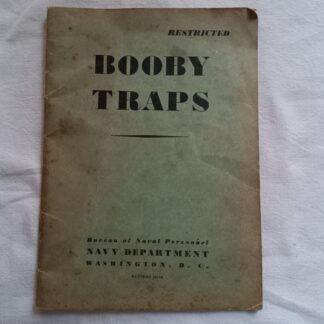 RESTRICTED
BOOBY
TRAPS
Bureau of Naval Personnel
NAVY DEPARTMENT
WASHINGTON, D. C.